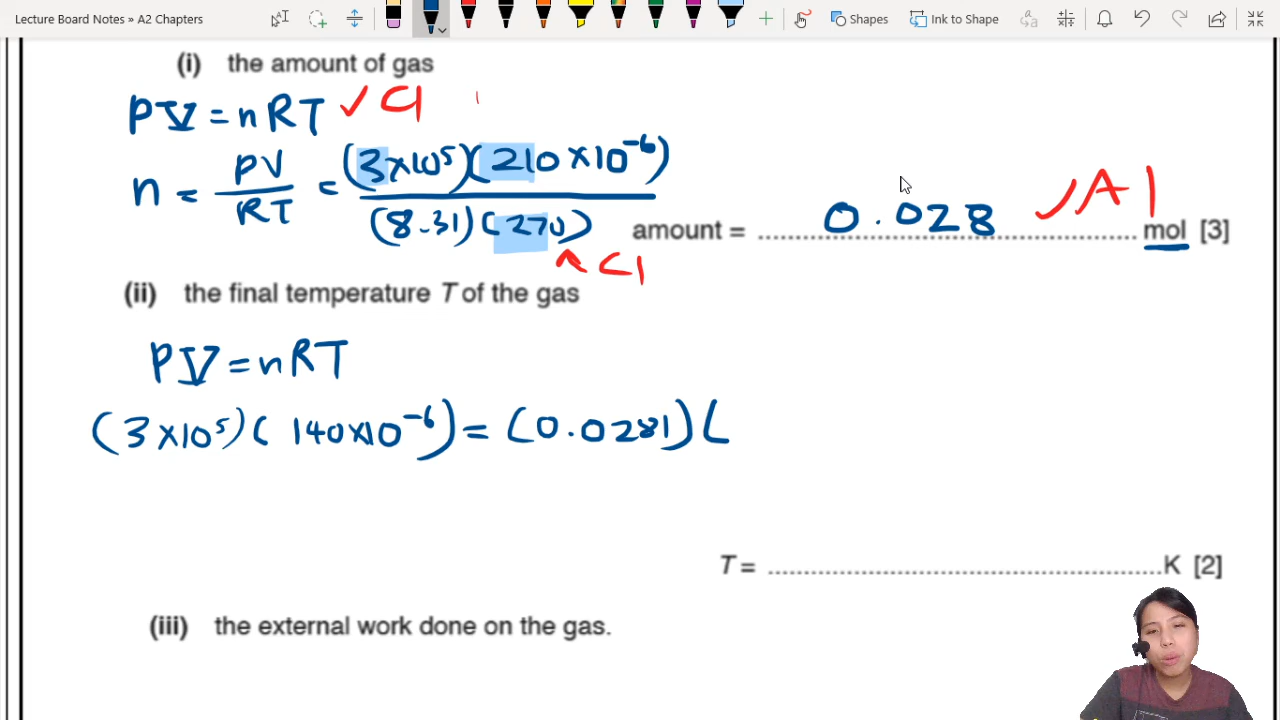 Lecture Board Notes » A2 Chapters
Shapes
Ink to Shape
(i) the amount of gas
PV = nRT ✓ C1
n = PV/RT = (3×10⁵)(210×10⁻⁶)/(8.31)(270)
C1
amount = 0.028 mol [3] ✓A1
(ii) the final temperature T of the gas
PV = nRT
(3×10⁵)(140×10⁻⁶) = (0.0281)(
T = K [2]
(iii) the external work done on the gas.